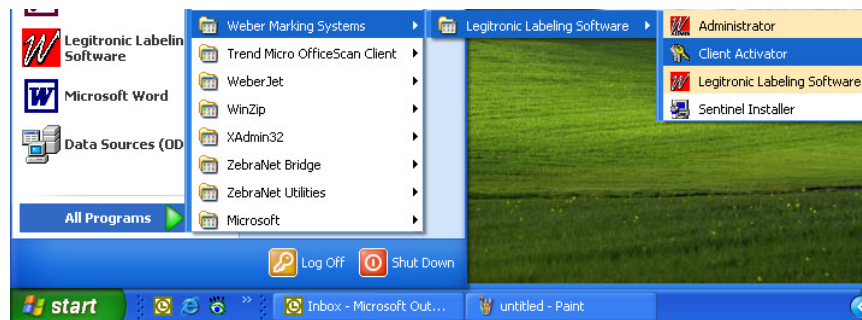 Legitronic Labelin
Software
Microsoft Word
Data Sources (OD
All Programs
Weber Marking Systems
Trend Micro OfficeScan Client
WeberJet
WinZip
XAdmin32
ZebraNet Bridge
ZebraNet Utilities
Microsoft
Legitronic Labeling Software
Administrator
Client Activator
Legitronic Labeling Software
Sentinel Installer
Log Off
Shut Down
start
Inbox - Microsoft Out...
untitled - Paint